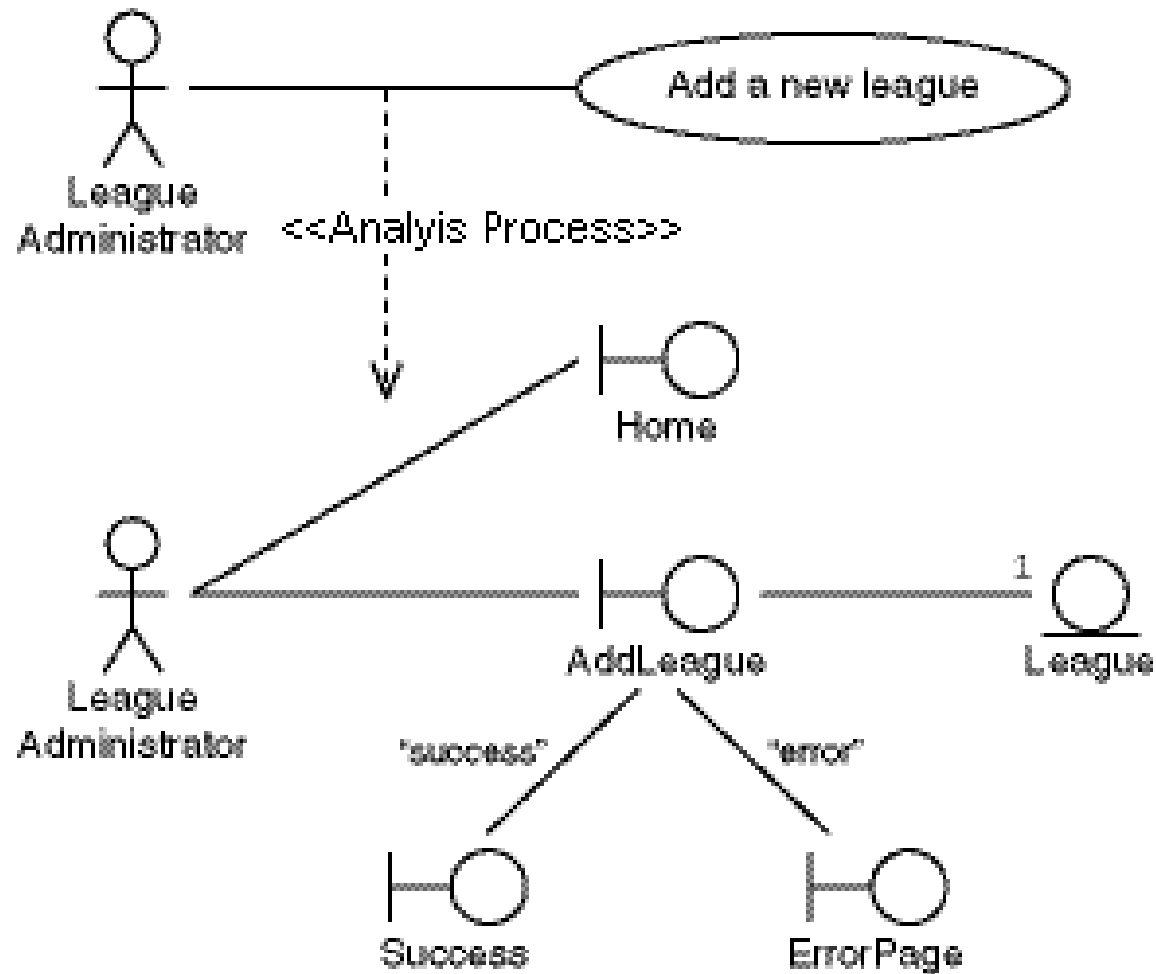 Add a new league
League
Administrator
<<Analyis Process>>
Home
1
AddLeague
League
League
Administrator
"success"
"error"
Success
ErrorPage